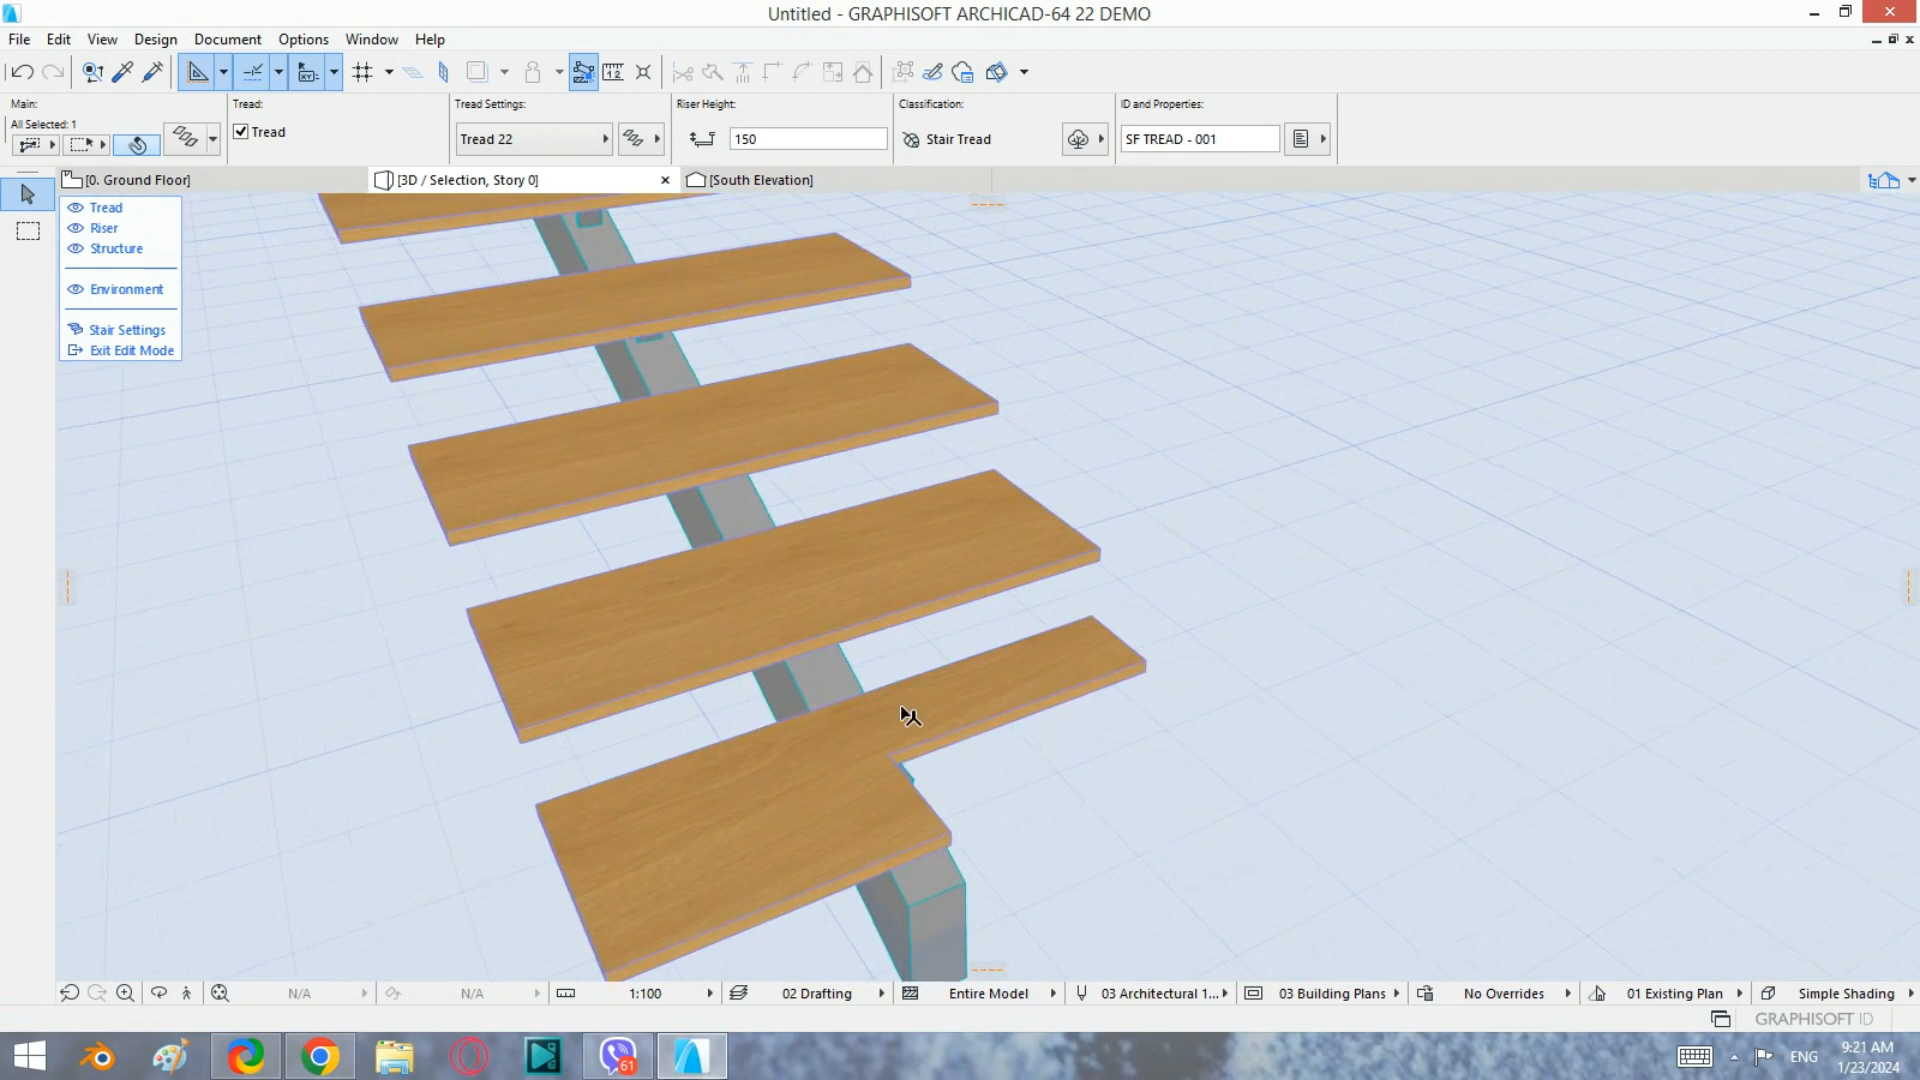 Untitled - GRAPHISOFT ARCHICAD-64 22 DEMO
File Edit View Design Document Options Window Help
Main:
All Selected: 1
Tread:
Tread
Tread Settings:
Tread 22
Riser Height:
150
Classification:
Stair Tread
ID and Properties:
SF TREAD - 001
[0. Ground Floor]
[3D / Selection, Story 0]
[South Elevation]
Tread
Riser
Structure
Environment
Stair Settings
Exit Edit Mode
N/A
N/A
1:100
02 Drafting
Entire Model
03 Architectural 1...
03 Building Plans
No Overrides
01 Existing Plan
Simple Shading
GRAPHISOFT ID
61
ENG
9:21 AM
1/23/2024